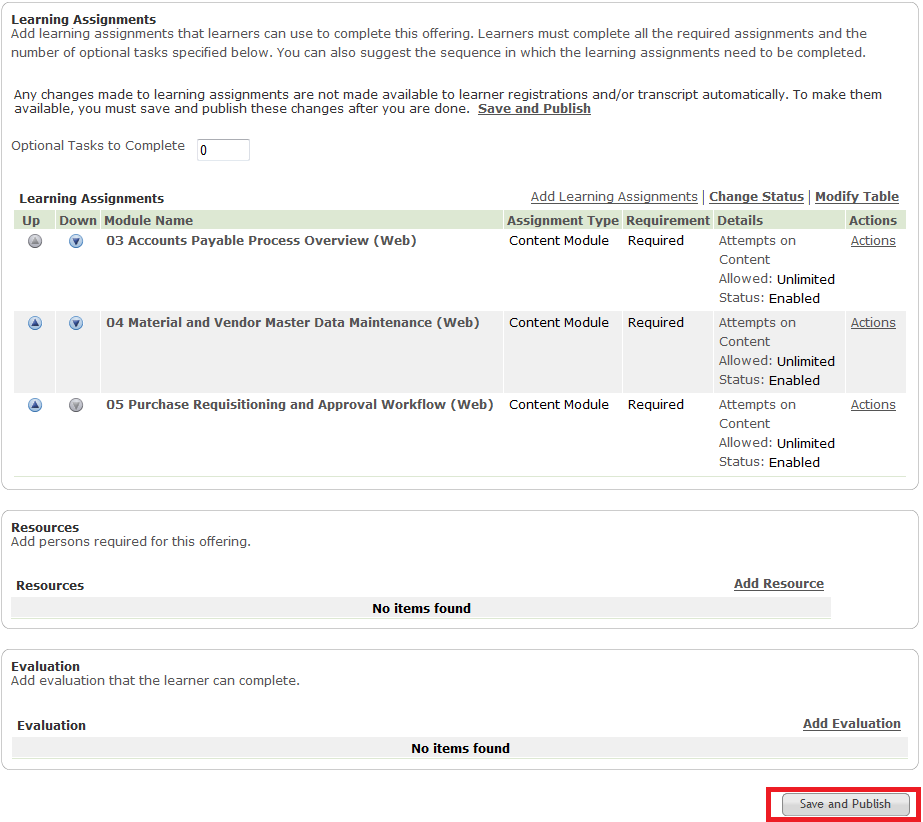 Learning Assignments
Add learning assignments that learners can use to complete this offering. Learners must complete all the required assignments and the
number of optional tasks specified below. You can also suggest the sequence in which the learning assignments need to be completed.
Any changes made to learning assignments are not made available to learner registrations and/or transcript automatically. To make them
available, you must save and publish these changes after you are done. Save and Publish
Optional Tasks to Complete 0
Learning Assignments Add Learning Assignments | Change Status | Modify Table
Up Down Module Name Assignment Type Requirement Details Actions
03 Accounts Payable Process Overview (Web) Content Module Required Attempts on Actions
Content
Allowed: Unlimited
Status: Enabled
04 Material and Vendor Master Data Maintenance (Web) Content Module Required Attempts on Actions
Content
Allowed: Unlimited
Status: Enabled
05 Purchase Requisitioning and Approval Workflow (Web) Content Module Required Attempts on Actions
Content
Allowed: Unlimited
Status: Enabled
Resources
Add persons required for this offering.
Resources Add Resource
No items found
Evaluation
Add evaluation that the learner can complete.
Evaluation Add Evaluation
No items found
Save and Publish